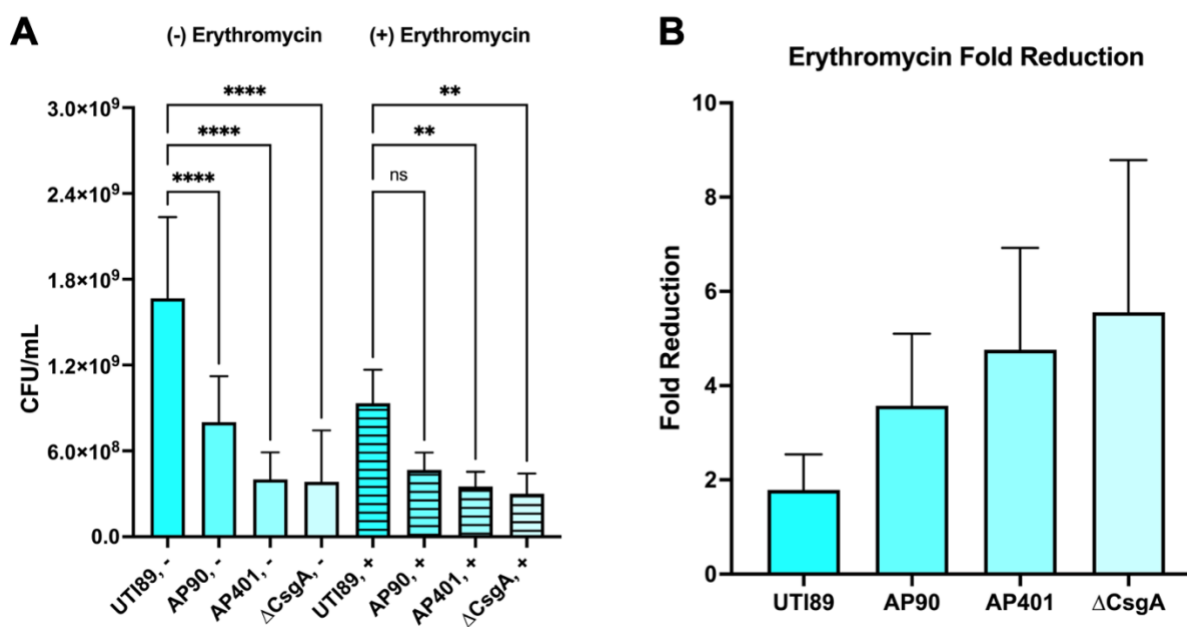 A
(-) Erythromycin (+) Erythromycin
**** **
**** **
**** ns
CFU/mL
3.0×10⁹
2.4×10⁹
1.8×10⁹
1.2×10⁹
6.0×10⁸
0.0
UTI89, -
AP90, -
AP401, -
ΔCsgA, -
UTI89, +
AP90, +
AP401, +
ΔCsgA, +
B
Erythromycin Fold Reduction
Fold Reduction
10
8
6
4
2
0
UTI89 AP90 AP401 ΔCsgA